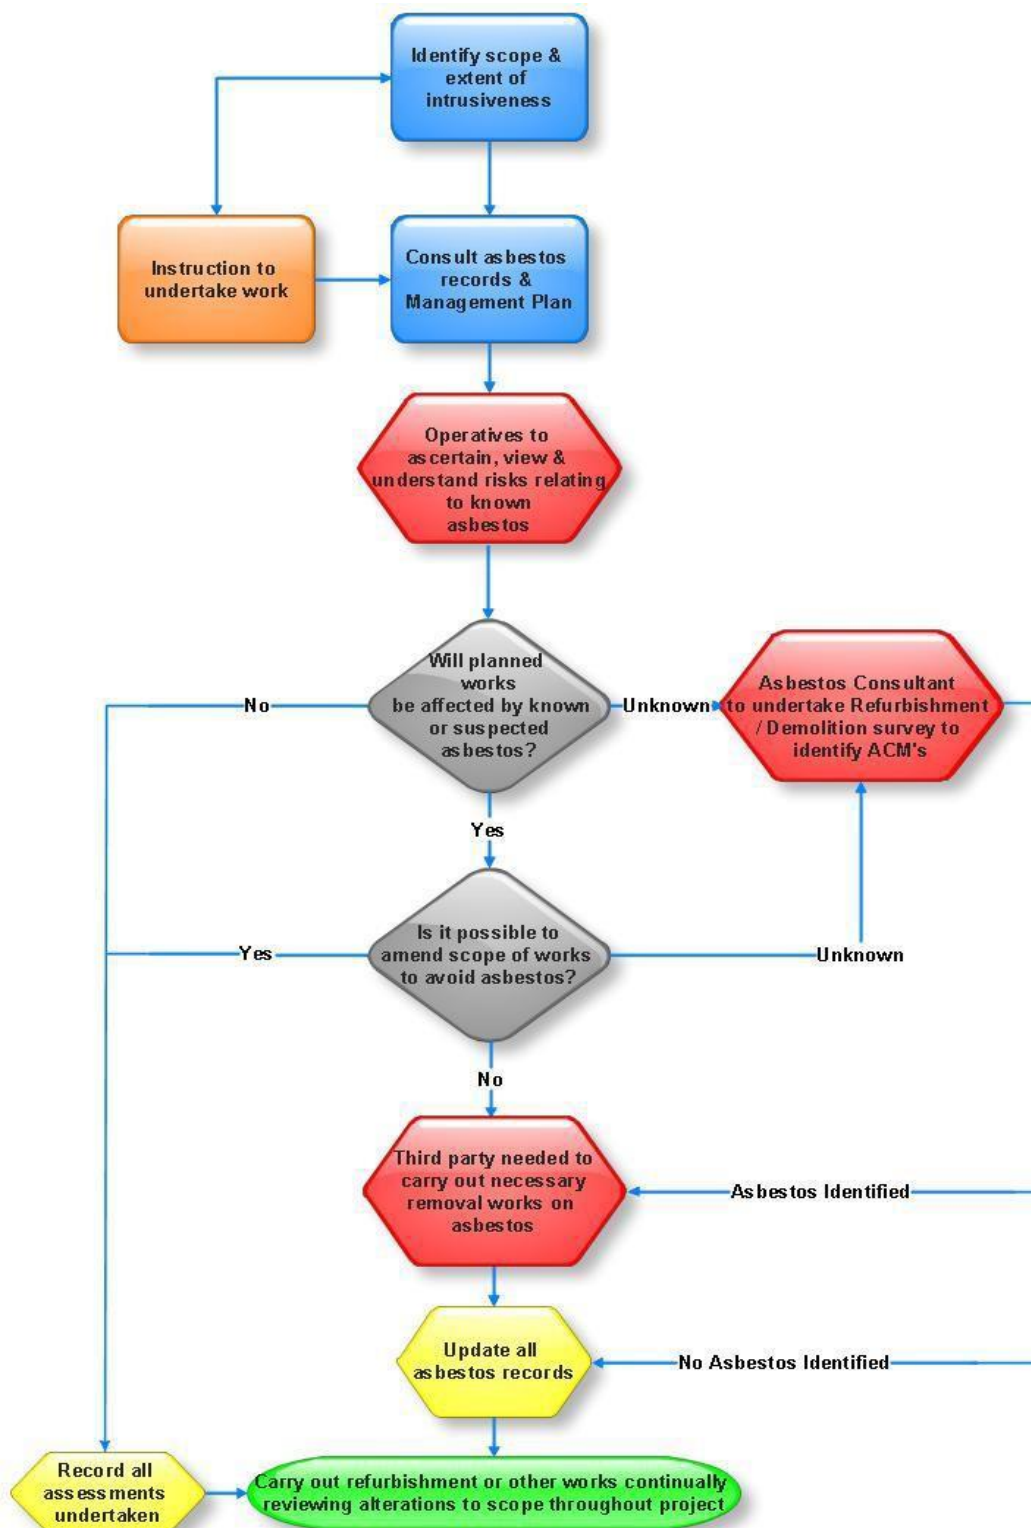 Identify scope &
extent of
intrusiveness
Instruction to
undertake work
Consult asbestos
records &
Management Plan
Operatives to
ascertain, view &
understand risks relating
to known
asbestos
Will planned
works
be affected by known
or suspected
asbestos?
No
Unknown
Asbestos Consultant
to undertake Refurbishment
/ Demolition survey to
identify ACM's
Yes
Is it possible to
amend scope of works
to avoid asbestos?
Yes
Unknown
No
Third party needed to
carry out necessary
removal works on
asbestos
Asbestos Identified
Update all
asbestos records
No Asbestos Identified
Record all
assessments
undertaken
Carry out refurbishment or other works continually
reviewing alterations to scope throughout project